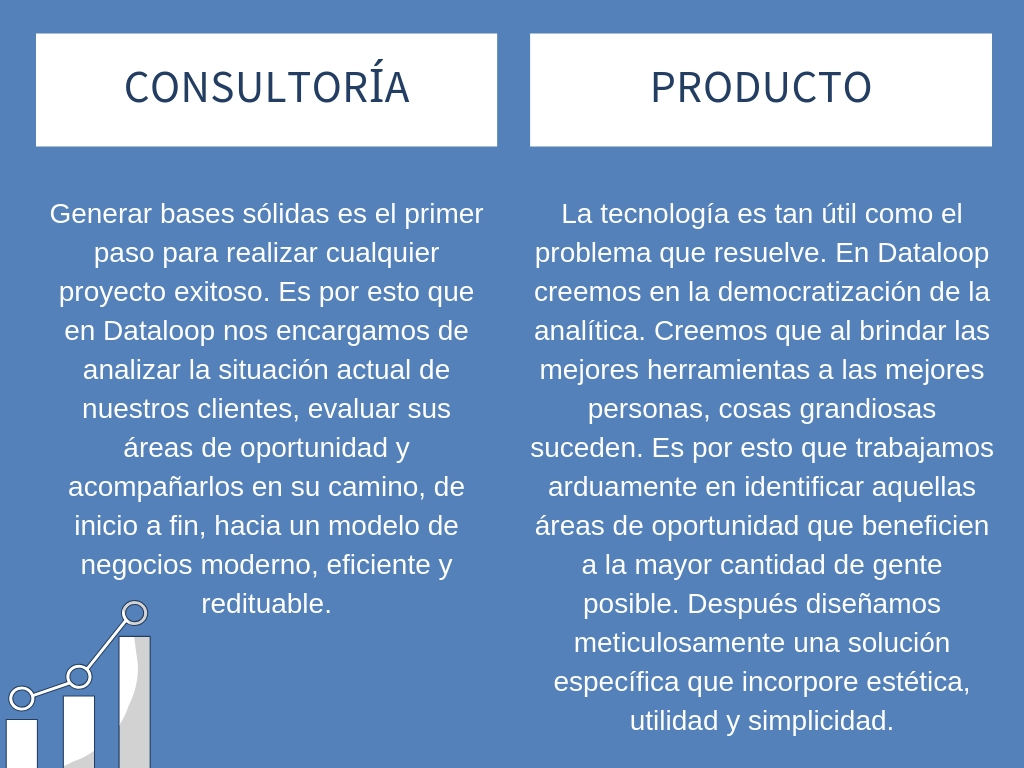 CONSULTORÍA
Generar bases sólidas es el primer
paso para realizar cualquier
proyecto exitoso. Es por esto que
en Dataloop nos encargamos de
analizar la situación actual de
nuestros clientes, evaluar sus
áreas de oportunidad y
acompañarlos en su camino, de
inicio a fin, hacia un modelo de
negocios moderno, eficiente y
redituable.
PRODUCTO
La tecnología es tan útil como el
problema que resuelve. En Dataloop
creemos en la democratización de la
analítica. Creemos que al brindar las
mejores herramientas a las mejores
personas, cosas grandiosas
suceden. Es por esto que trabajamos
arduamente en identificar aquellas
áreas de oportunidad que beneficien
a la mayor cantidad de gente
posible. Después diseñamos
meticulosamente una solución
específica que incorpore estética,
utilidad y simplicidad.